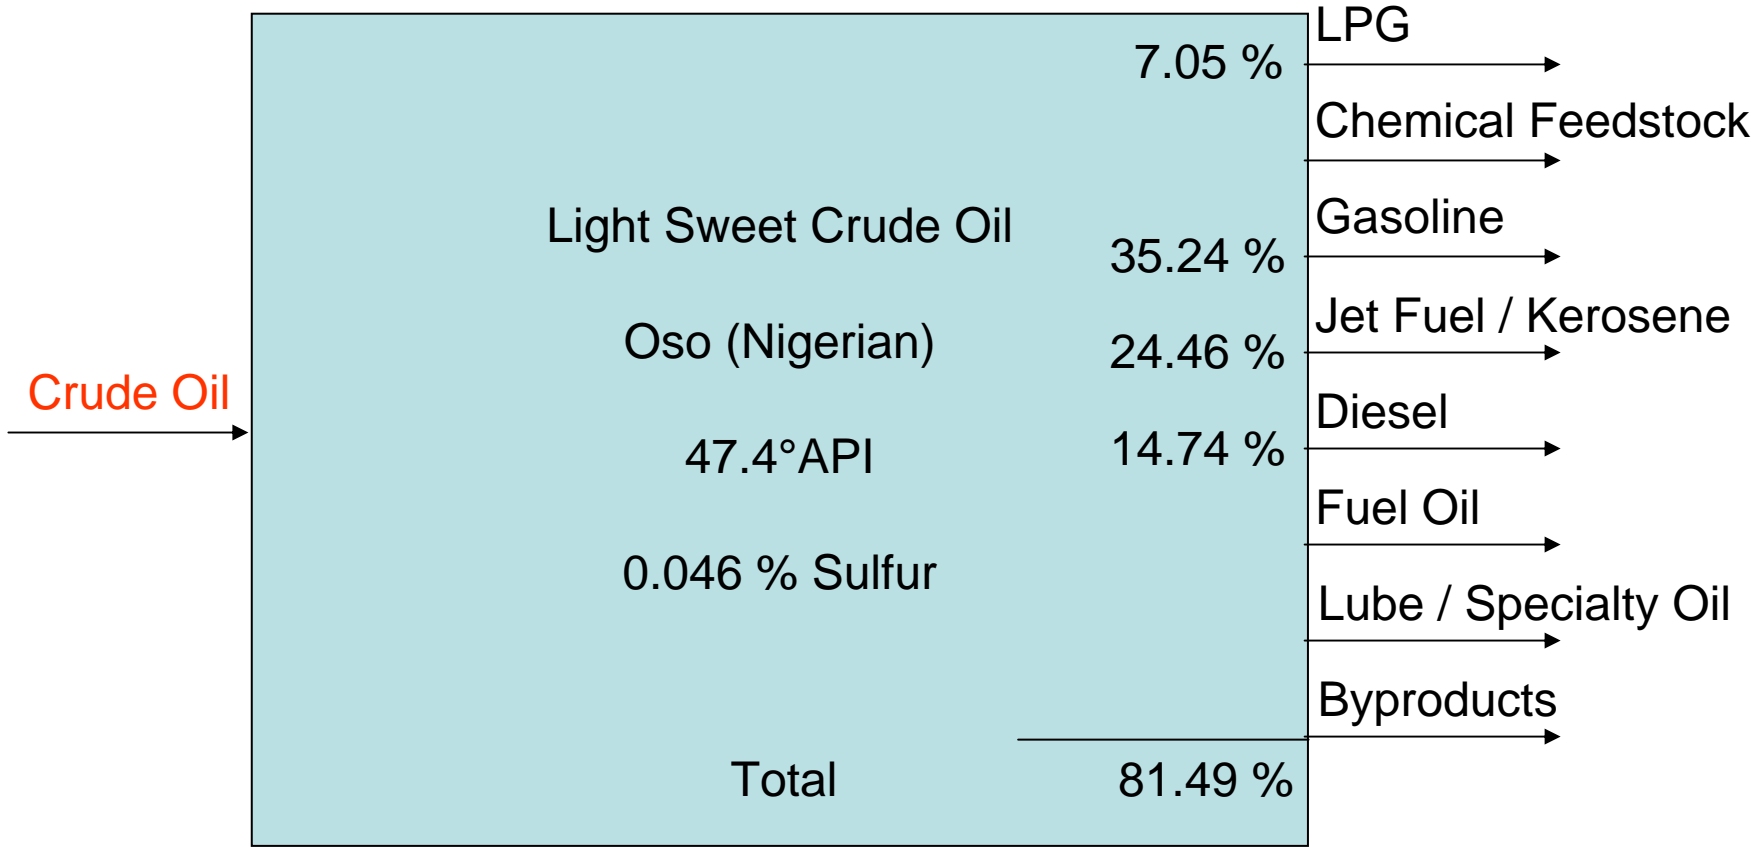 LPG
7.05 %
Chemical Feedstock
Gasoline
Light Sweet Crude Oil
35.24 %
Jet Fuel / Kerosene
Oso (Nigerian)
24.46 %
Crude Oil
Diesel
47.4°API
14.74 %
Fuel Oil
0.046 % Sulfur
Lube / Specialty Oil
Byproducts
Total
81.49 %